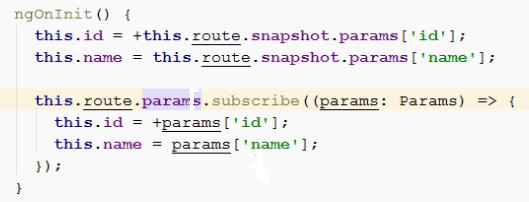 ngOnInit() {
this.id = +this.route.snapshot.params['id'];
this.name = this.route.snapshot.params['name'];
this.route.params.subscribe((params: Params) => {
this.id = +params['id'];
this.name = params['name'];
});
}